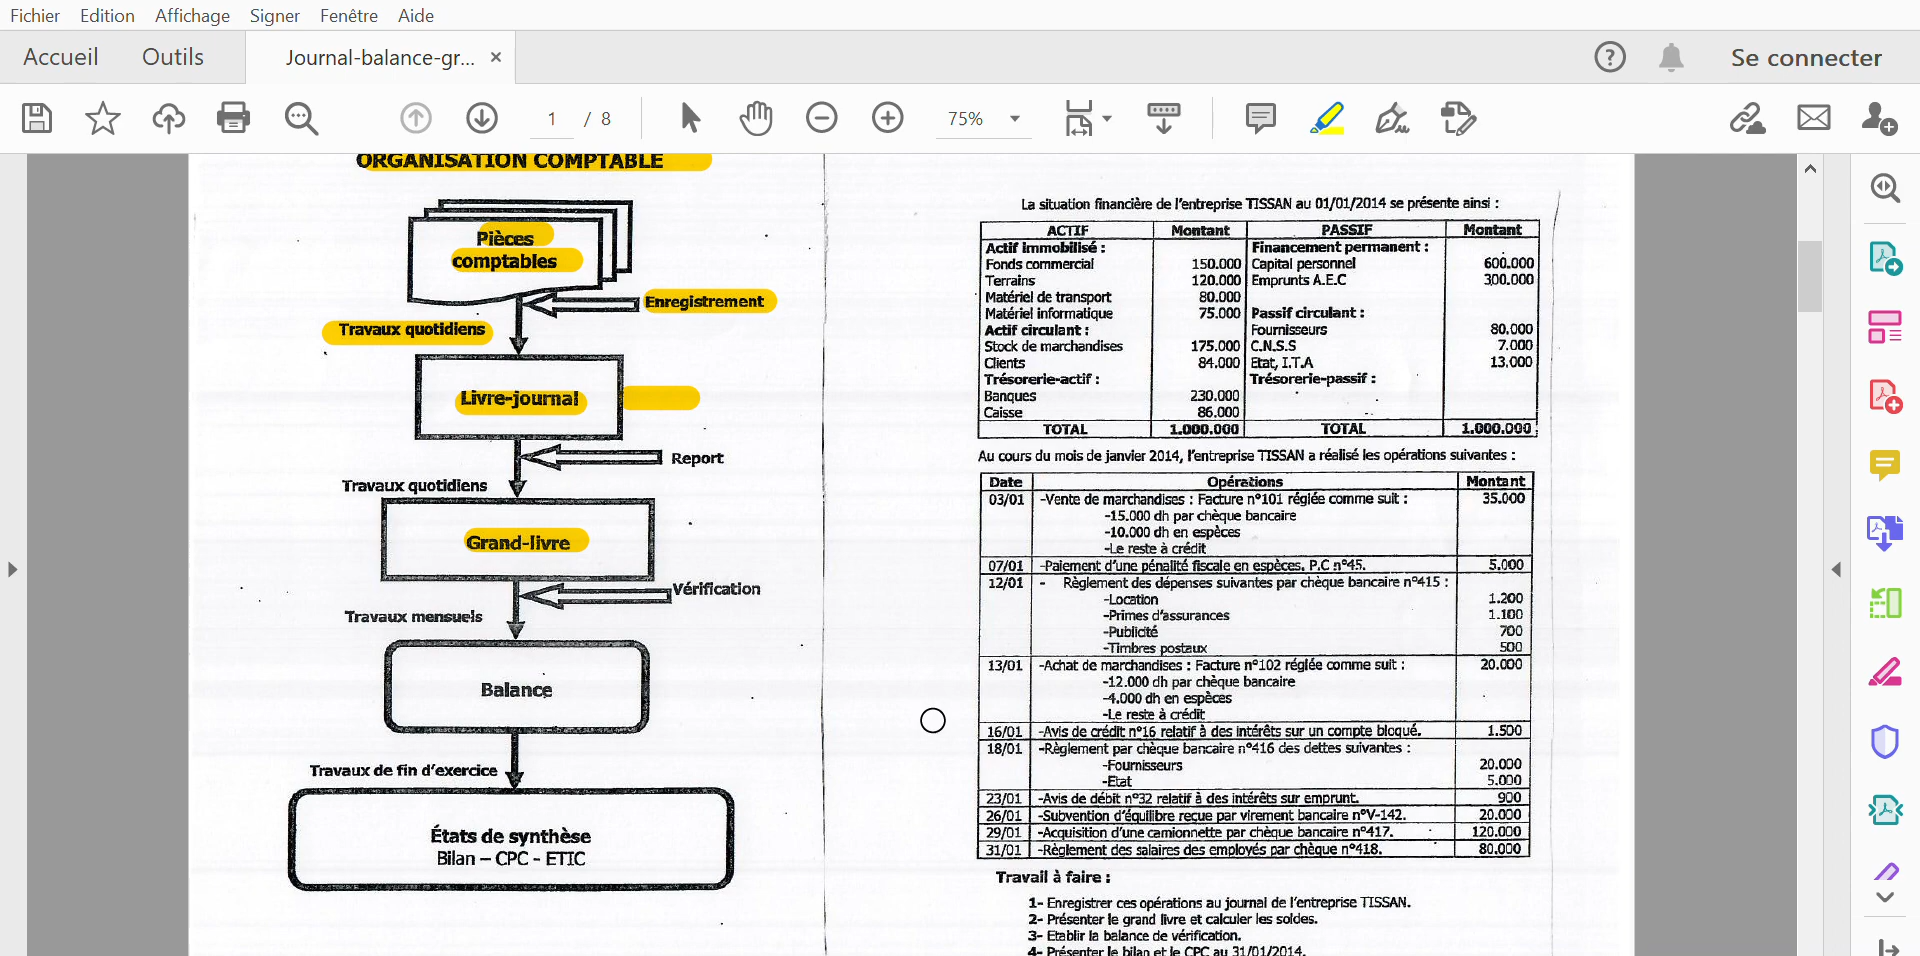 Fichier Edition Affichage Signer Fenêtre Aide
Accueil Outils Journal-balance-gr... × Se connecter
1 / 8 75%
ORGANISATION COMPTABLE
Pièces
comptables
Enregistrement
Travaux quotidiens
Livre-journal
Report
Travaux quotidiens
Grand-livre
Vérification
Travaux mensuels
Balance
Travaux de fin d'exercice
États de synthèse
Bilan – CPC - ETIC
La situation financière de l'entreprise TISSAN au 01/01/2014 se présente ainsi :
ACTIF Montant PASSIF Montant
Actif immobilisé : Financement permanent :
Fonds commercial 150.000 Capital personnel 600.000
Terrains 120.000 Emprunts A.E.C 300.000
Matériel de transport 80.000
Matériel informatique 75.000 Passif circulant :
Actif circulant : Fournisseurs 80.000
Stock de marchandises 175.000 C.N.S.S 7.000
Clients 84.000 Etat, I.T.A 13.000
Trésorerie-actif : Trésorerie-passif :
Banques 230.000
Caisse 86.000
TOTAL 1.000.000 TOTAL 1.000.000
Au cours du mois de janvier 2014, l'entreprise TISSAN a réalisé les opérations suivantes :
Date Opérations Montant
03/01 -Vente de marchandises : Facture n°101 réglée comme suit : 35.000
-15.000 dh par chèque bancaire
-10.000 dh en espèces
-Le reste à crédit
07/01 -Paiement d'une pénalité fiscale en espèces. P.C n°45. 5.000
12/01 - Règlement des dépenses suivantes par chèque bancaire n°415 :
-Location 1.200
-Primes d'assurances 1.100
-Publicité 700
-Timbres postaux 500
13/01 -Achat de marchandises : Facture n°102 réglée comme suit : 20.000
-12.000 dh par chèque bancaire
-4.000 dh en espèces
-Le reste à crédit
16/01 -Avis de crédit n°16 relatif à des intérêts sur un compte bloqué. 1.500
18/01 -Règlement par chèque bancaire n°416 des dettes suivantes :
-Fournisseurs 20.000
-Etat 5.000
23/01 -Avis de débit n°32 relatif à des intérêts sur emprunt. 900
26/01 -Subvention d'équilibre reçue par virement bancaire n°V-142. 20.000
29/01 -Acquisition d'une camionnette par chèque bancaire n°417. 120.000
31/01 -Règlement des salaires des employés par chèque n°418. 80.000
Travail à faire :
1- Enregistrer ces opérations au journal de l'entreprise TISSAN.
2- Présenter le grand livre et calculer les soldes.
3- Etablir la balance de vérification.
4- Présenter le bilan et le CPC au 31/01/2014.